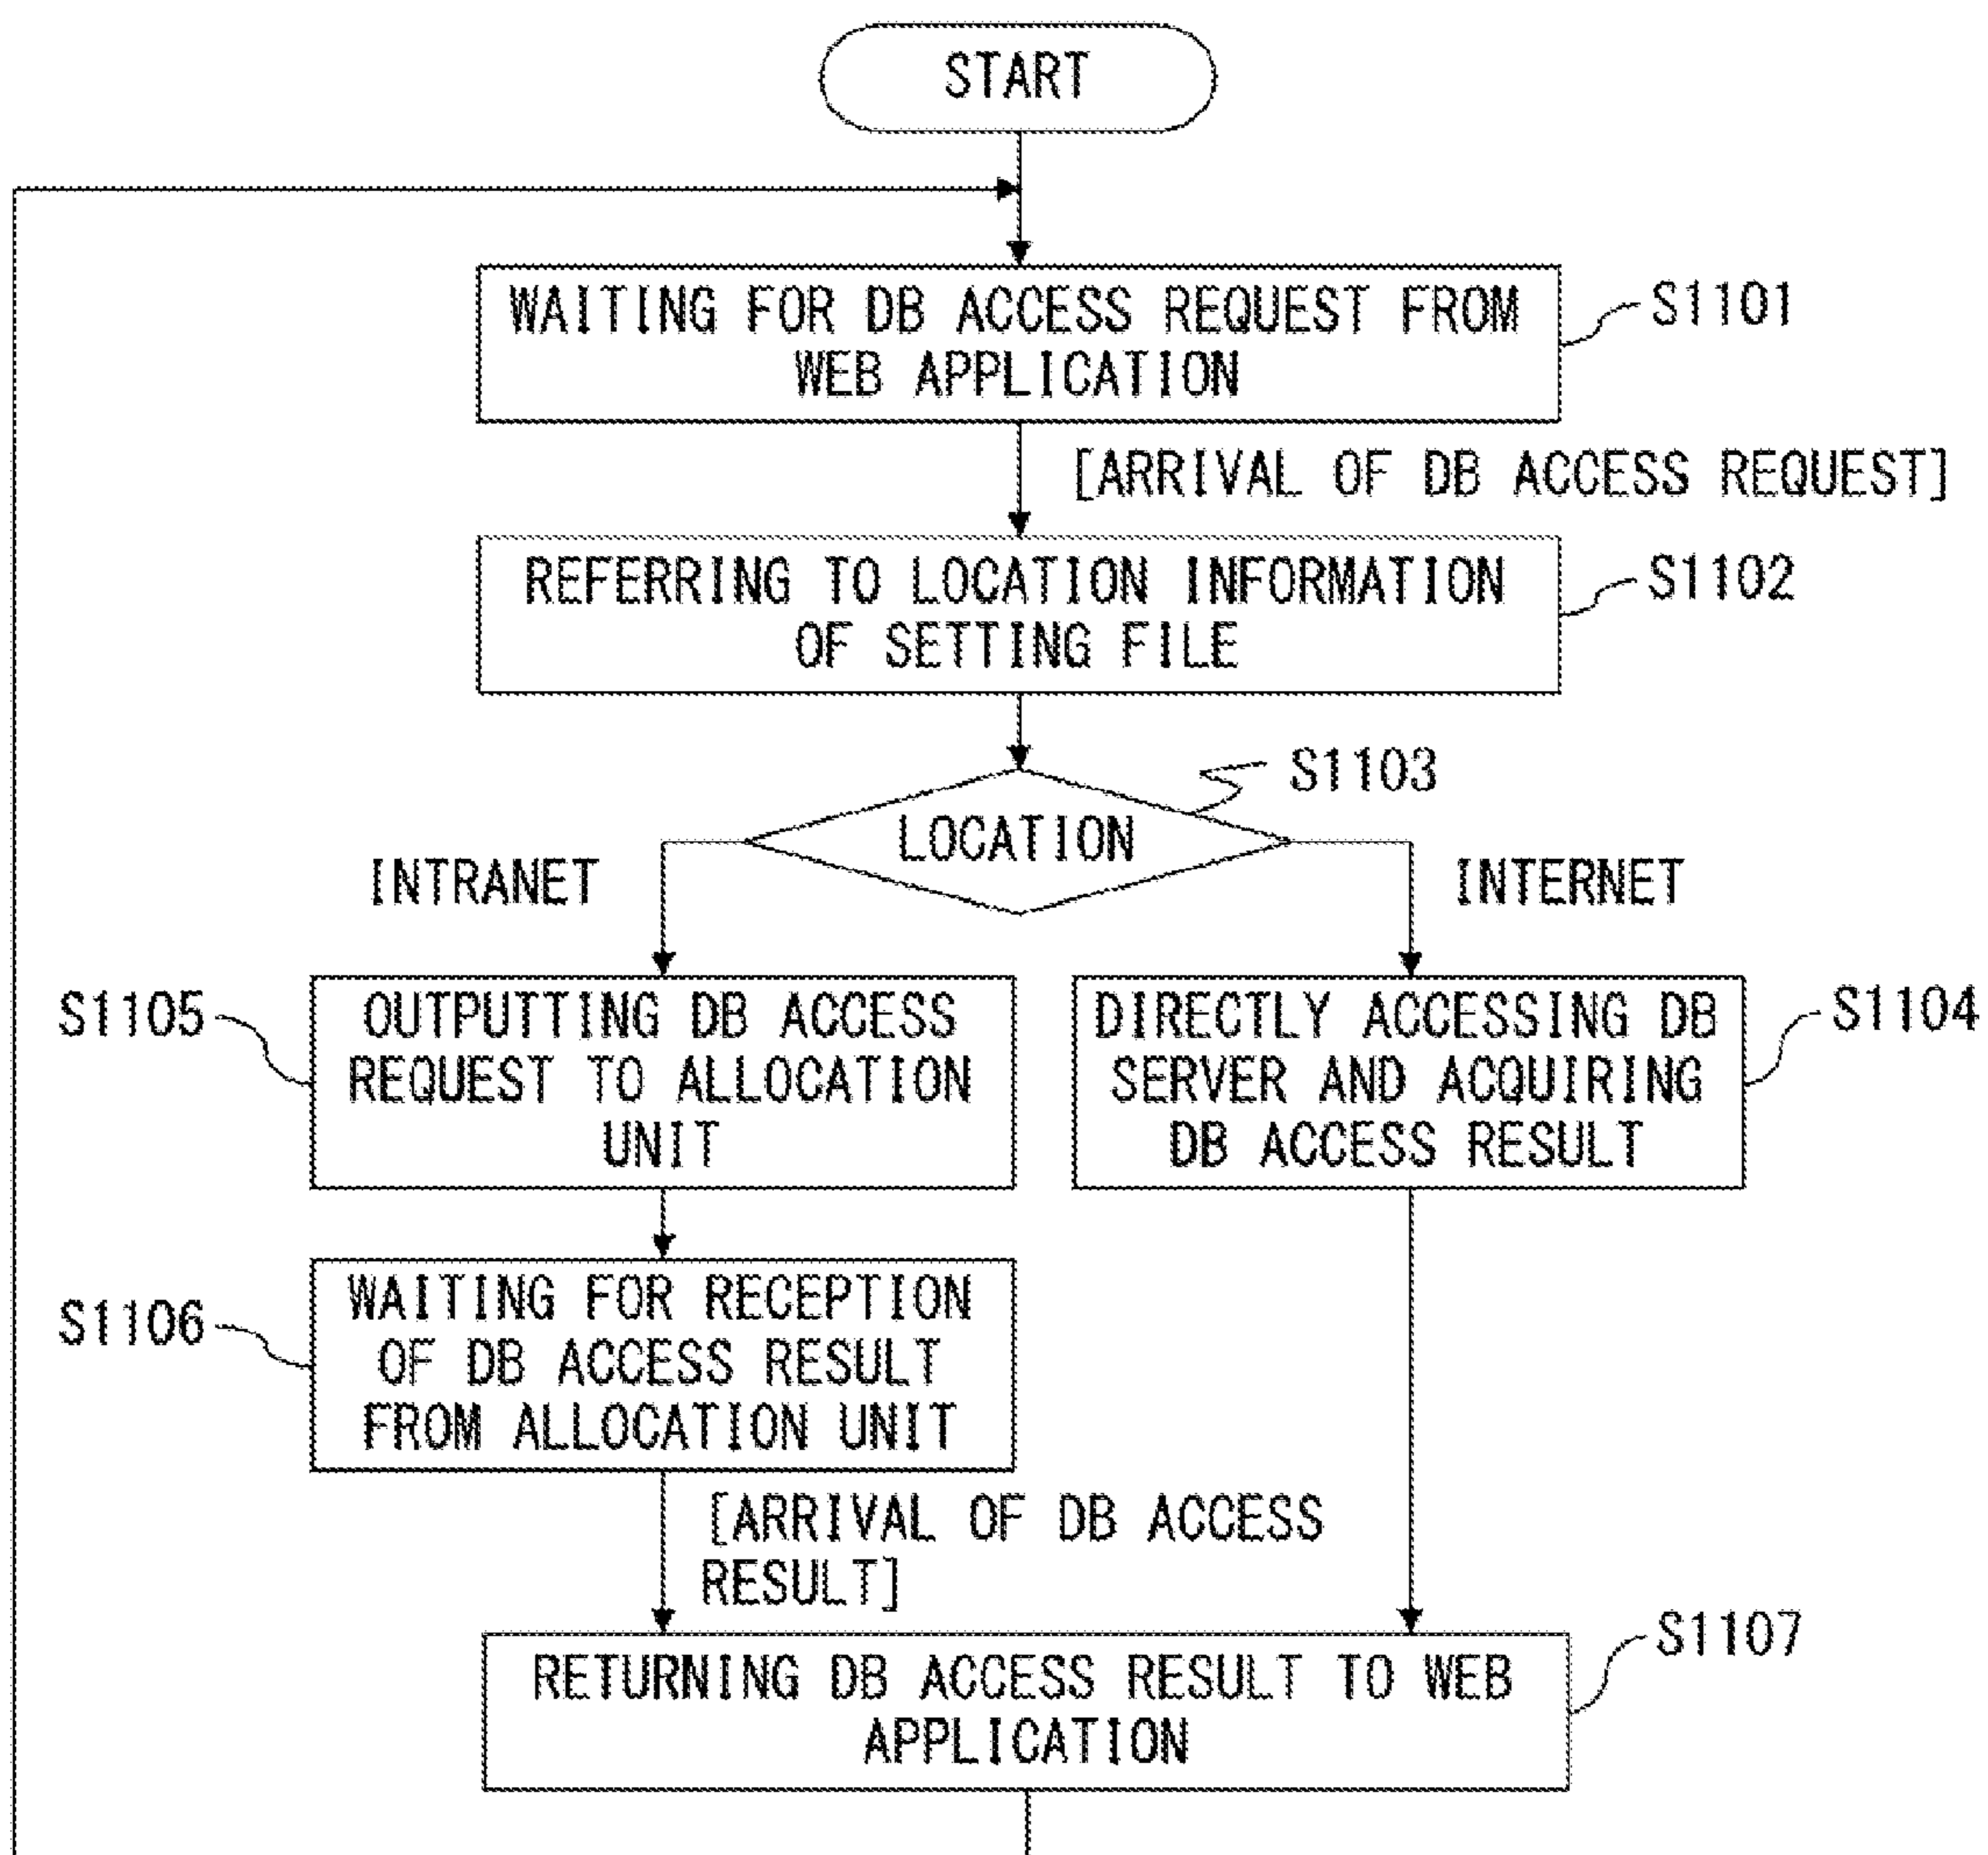 START
WAITING FOR DB ACCESS REQUEST FROM
WEB APPLICATION
S1101
[ARRIVAL OF DB ACCESS REQUEST]
REFERRING TO LOCATION INFORMATION
OF SETTING FILE
S1102
LOCATION
S1103
INTRANET
INTERNET
S1105
OUTPUTTING DB ACCESS
REQUEST TO ALLOCATION
UNIT
DIRECTLY ACCESSING DB
SERVER AND ACQUIRING
DB ACCESS RESULT
S1104
S1106
WAITING FOR RECEPTION
OF DB ACCESS RESULT
FROM ALLOCATION UNIT
[ARRIVAL OF DB ACCESS
RESULT]
RETURNING DB ACCESS RESULT TO WEB
APPLICATION
S1107